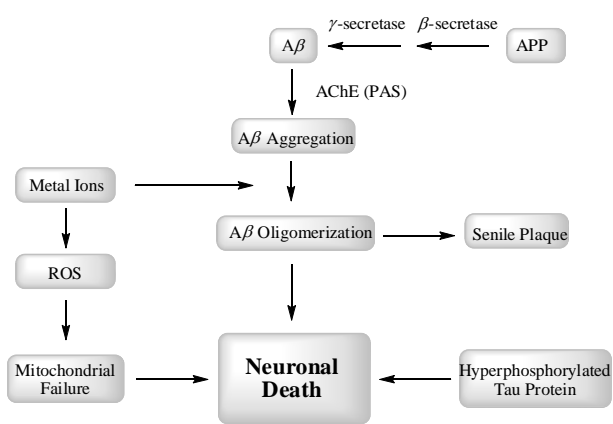 γ-secretase β-secretase
Aβ
APP
AChE (PAS)
Aβ Aggregation
Metal Ions
Aβ Oligomerization
Senile Plaque
ROS
Mitochondrial
Failure
Neuronal
Death
Hyperphosphorylated
Tau Protein